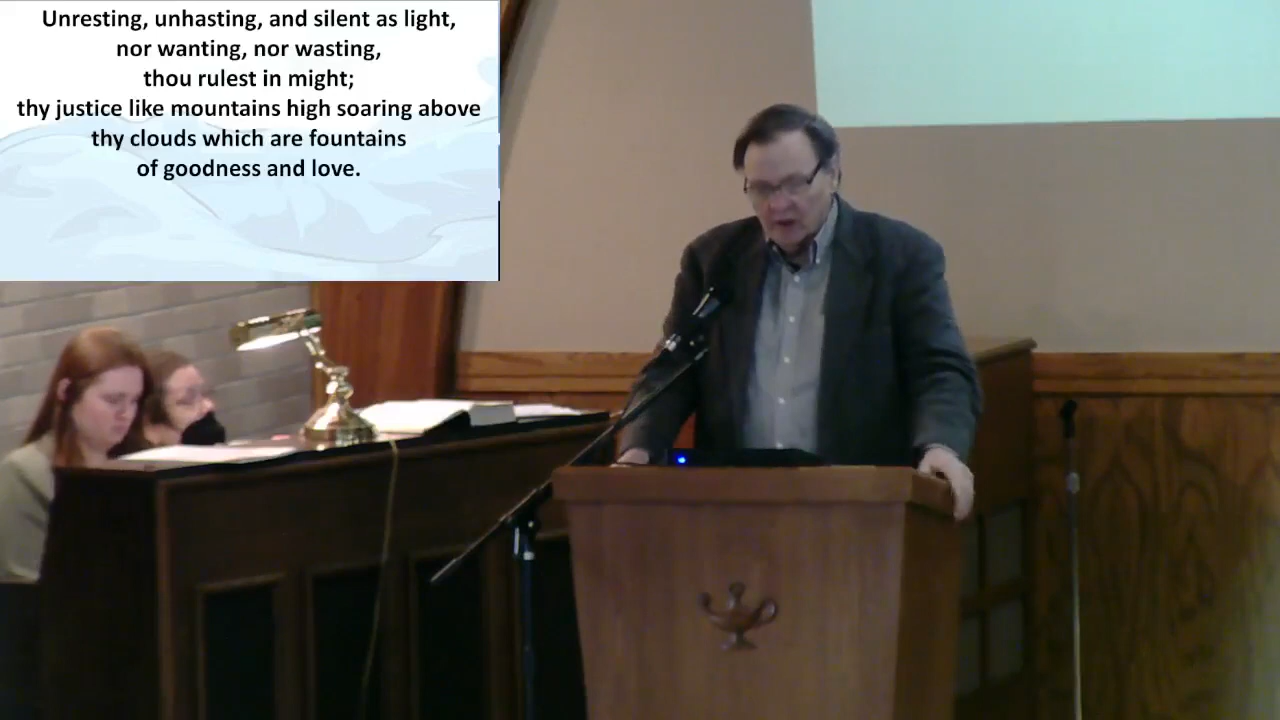 Unresting, unhasting, and silent as light,
nor wanting, nor wasting,
thou rulest in might;
thy justice like mountains high soaring above
thy clouds which are fountains
of goodness and love.